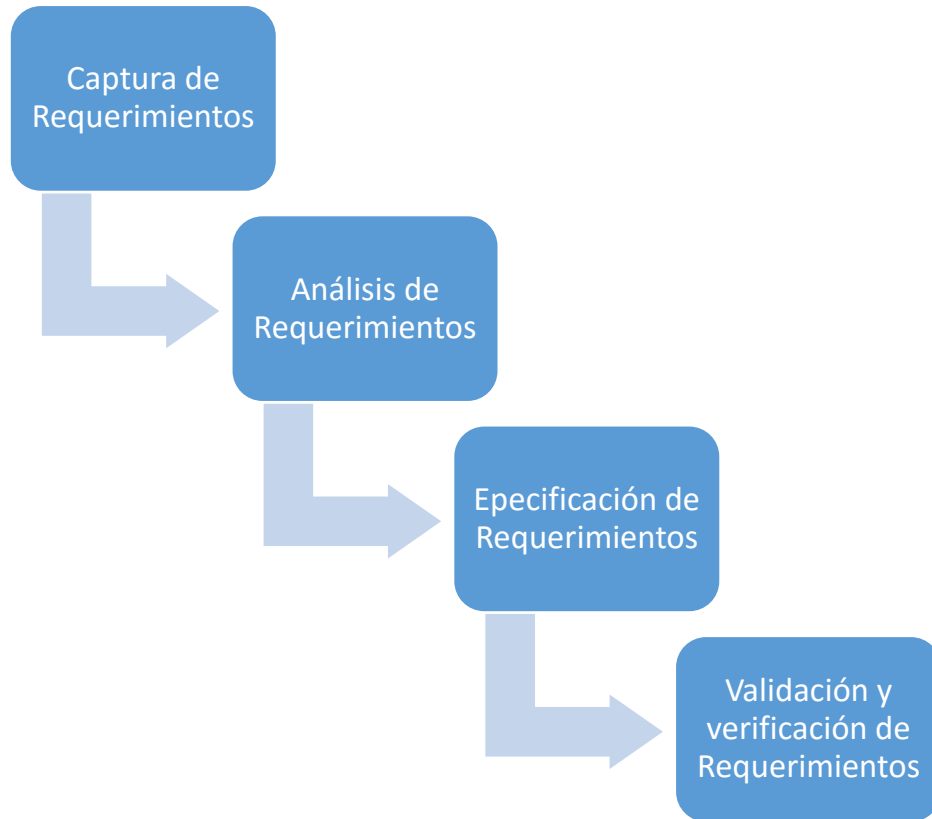 Captura de
Requerimientos
Análisis de
Requerimientos
Epecificación de
Requerimientos
Validación y
verificación de
Requerimientos